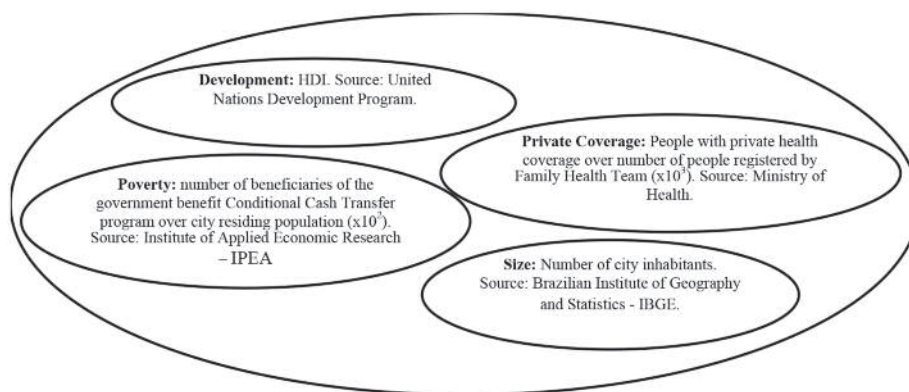 Development: HDI. Source: United
Nations Development Program.
Private Coverage: People with private health
coverage over number of people registered by
Family Health Team (x10³). Source: Ministry of
Health.
Poverty: number of beneficiaries of the
government benefit Conditional Cash Transfer
program over city residing population (x10²).
Source: Institute of Applied Economic Research
– IPEA
Size: Number of city inhabitants.
Source: Brazilian Institute of Geography
and Statistics - IBGE.